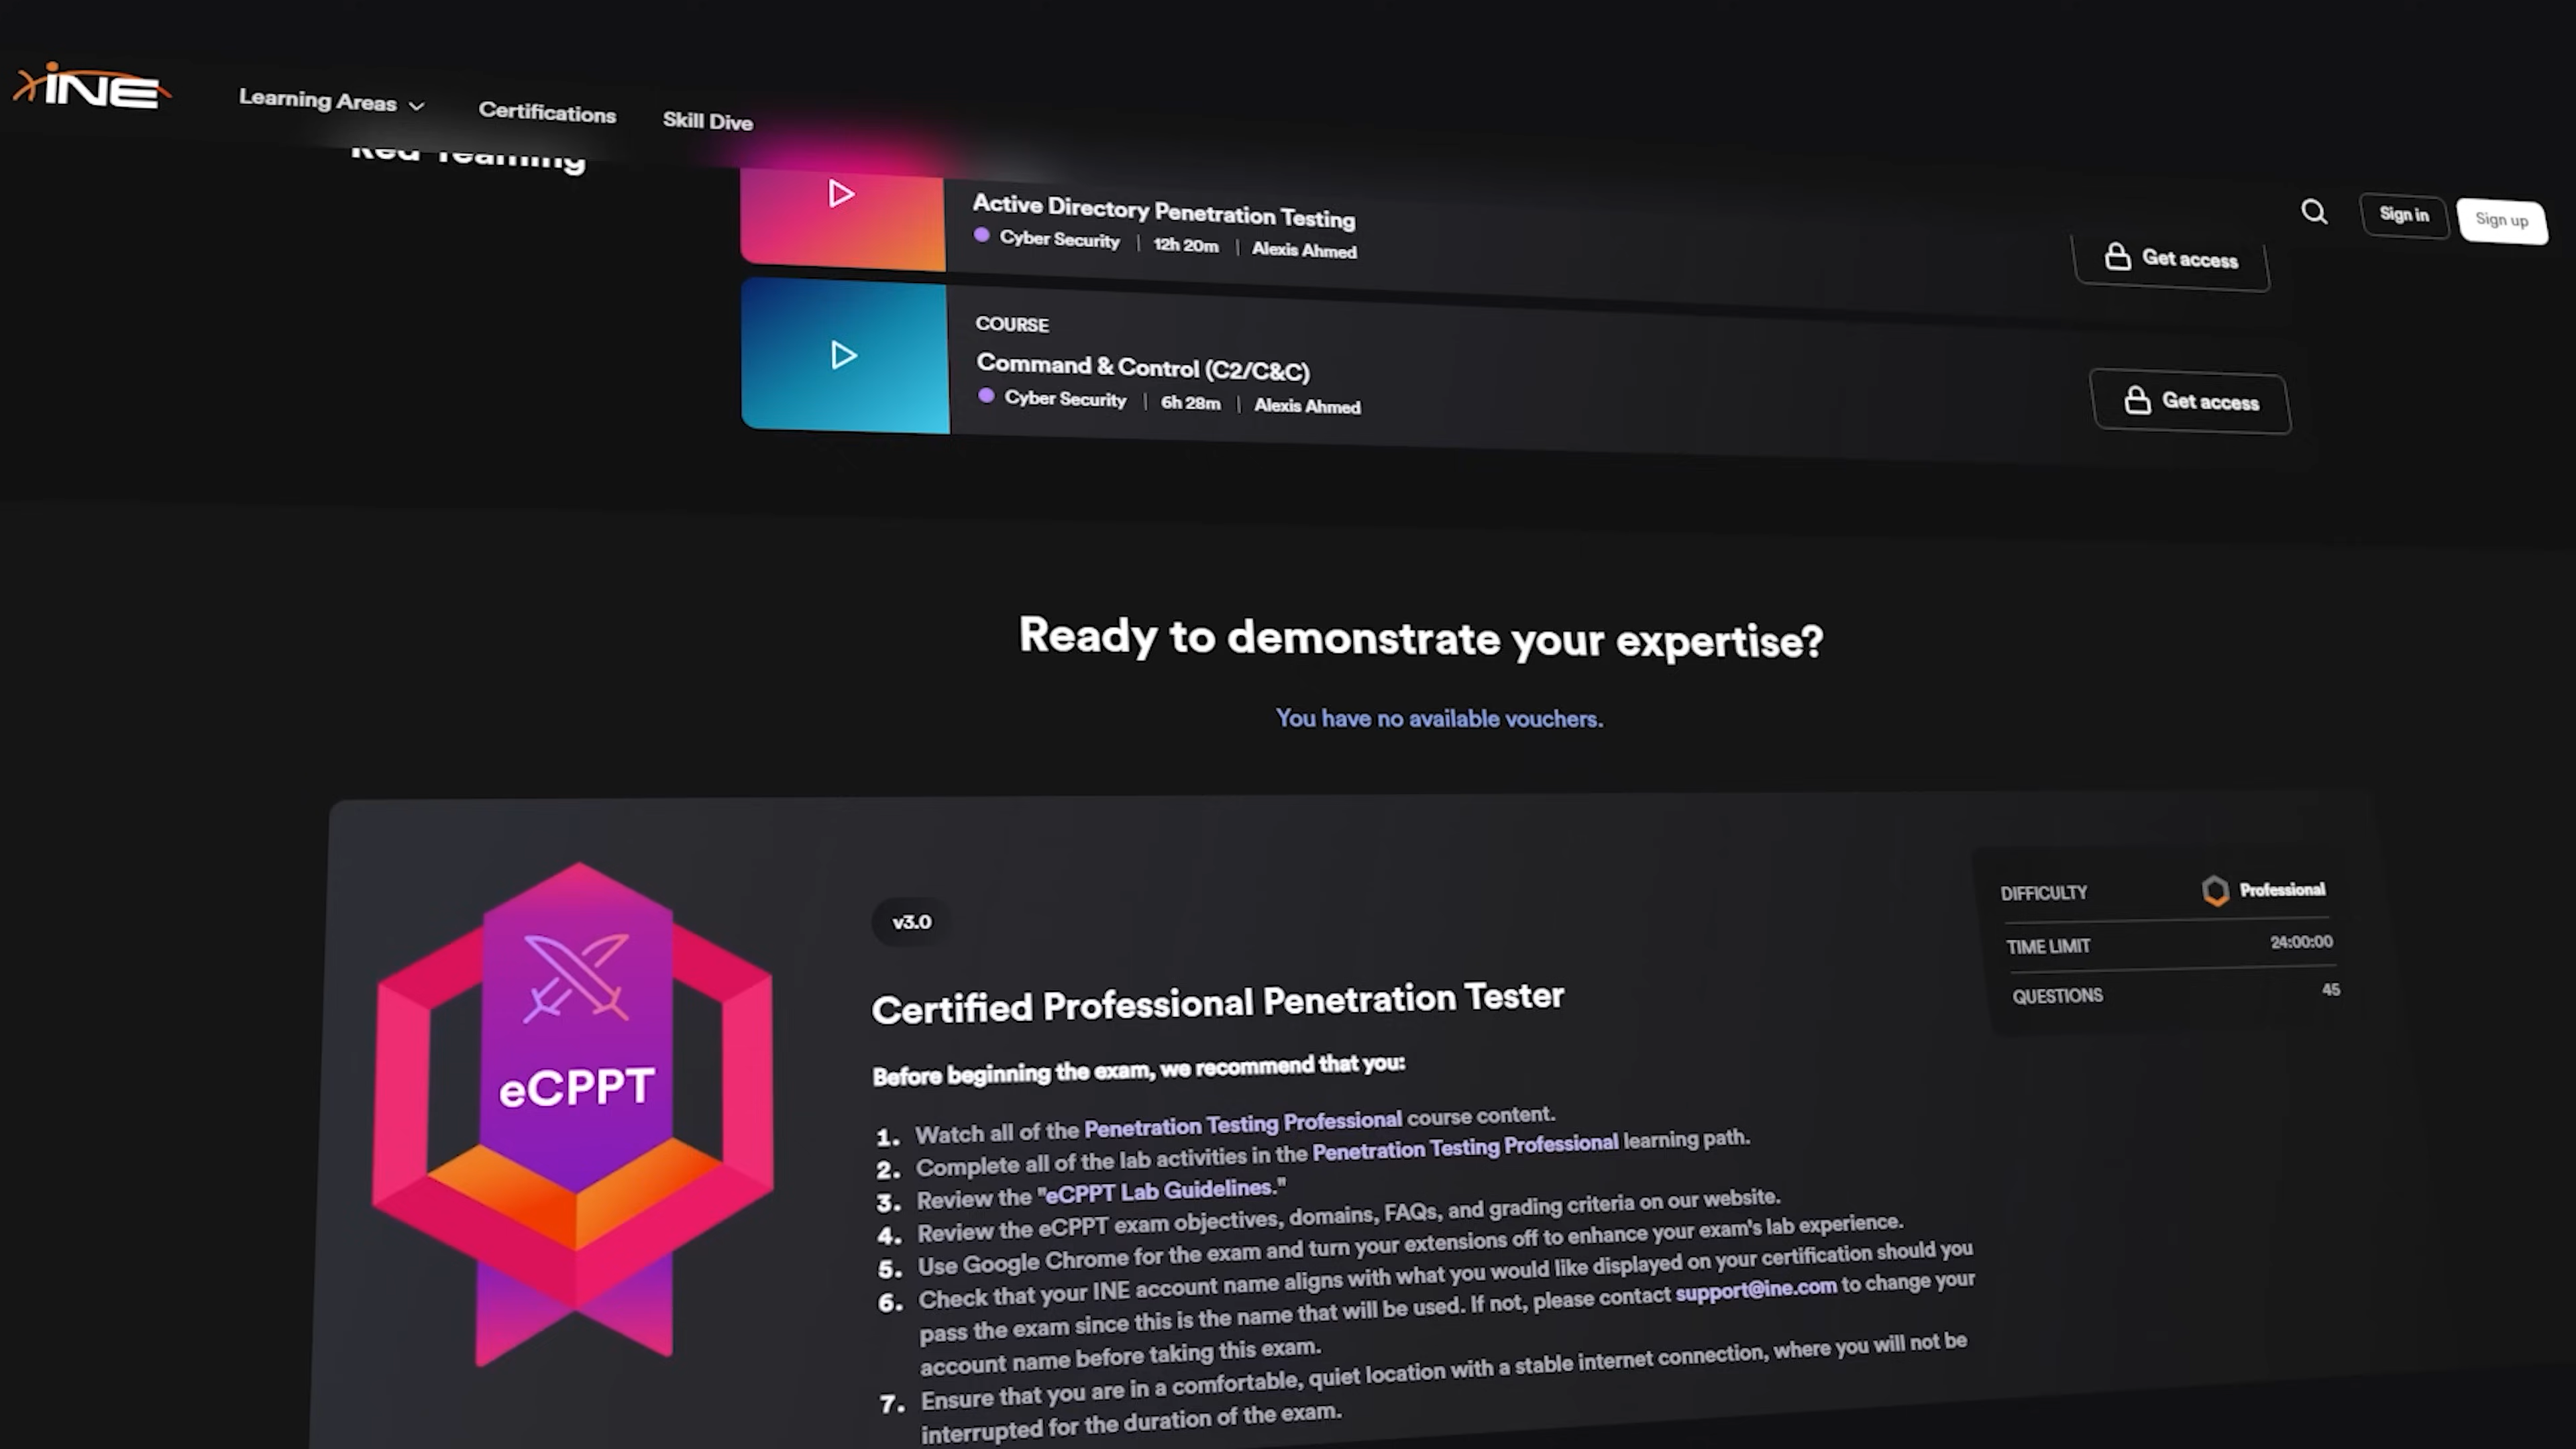 INE
Learning Areas
Certifications
Skill Dive
Sign in
Sign up
Red Teaming
Active Directory Penetration Testing
Cyber Security | 12h 20m | Alexis Ahmed
Get access
COURSE
Command & Control (C2/C&C)
Cyber Security | 6h 28m | Alexis Ahmed
Get access
Ready to demonstrate your expertise?
You have no available vouchers.
eCPPT
v3.0
Certified Professional Penetration Tester
DIFFICULTY Professional
TIME LIMIT 24:00:00
QUESTIONS 45
Before beginning the exam, we recommend that you:
1. Watch all of the Penetration Testing Professional course content.
2. Complete all of the lab activities in the Penetration Testing Professional learning path.
3. Review the "eCPPT Lab Guidelines."
4. Review the eCPPT exam objectives, domains, FAQs, and grading criteria on our website.
5. Use Google Chrome for the exam and turn your extensions off to enhance your exam's lab experience.
6. Check that your INE account name aligns with what you would like displayed on your certification should you
pass the exam since this is the name that will be used. If not, please contact support@ine.com to change your
account name before taking this exam.
7. Ensure that you are in a comfortable, quiet location with a stable internet connection, where you will not be
interrupted for the duration of the exam.